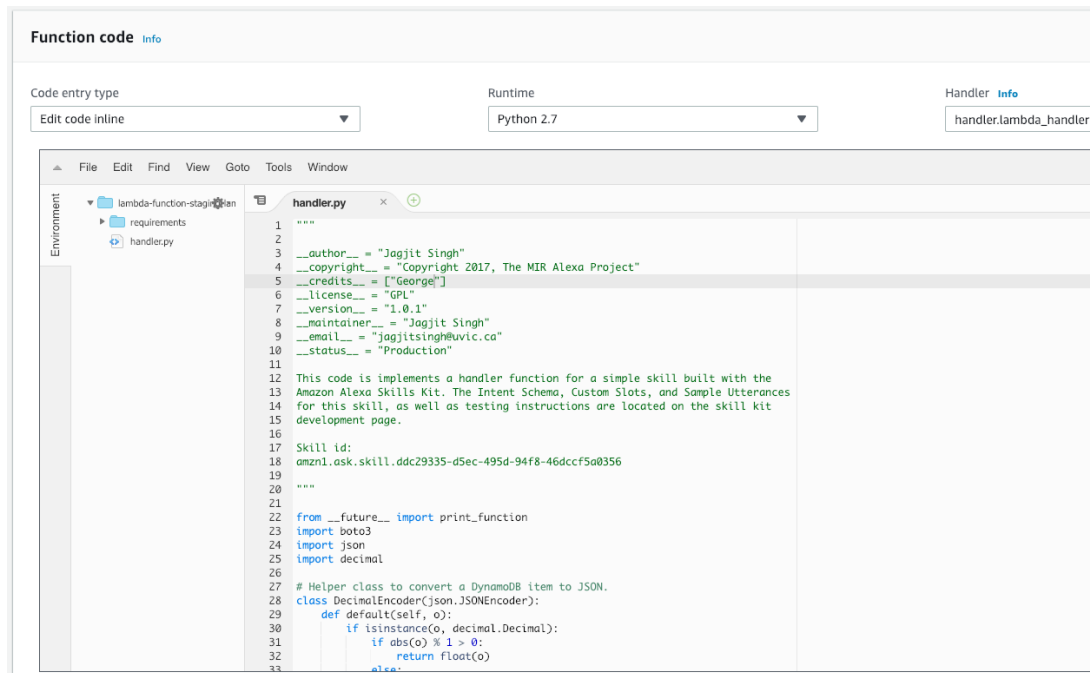 Function code Info
Code entry type
Runtime
Handler Info
Edit code inline
Python 2.7
handler.lambda_handler
File Edit Find View Goto Tools Window
Environment
lambda-function-stagin
requirements
handler.py
handler.py ×
1 """
2
3 __author__ = "Jagjit Singh"
4 __copyright__ = "Copyright 2017, The MIR Alexa Project"
5 __credits__ = ["George"]
6 __license__ = "GPL"
7 __version__ = "1.0.1"
8 __maintainer__ = "Jagjit Singh"
9 __email__ = "jagjitsingh@uvic.ca"
10 __status__ = "Production"
11
12 This code is implements a handler function for a simple skill built with the
13 Amazon Alexa Skills Kit. The Intent Schema, Custom Slots, and Sample Utterances
14 for this skill, as well as testing instructions are located on the skill kit
15 development page.
16
17 Skill id:
18 amzn1.ask.skill.ddc29335-d5ec-495d-94f8-46dccf5a0356
19
20 """
21
22 from __future__ import print_function
23 import boto3
24 import json
25 import decimal
26
27 # Helper class to convert a DynamoDB item to JSON.
28 class DecimalEncoder(json.JSONEncoder):
29 def default(self, o):
30 if isinstance(o, decimal.Decimal):
31 if abs(o) % 1 > 0:
32 return float(o)
33 else: